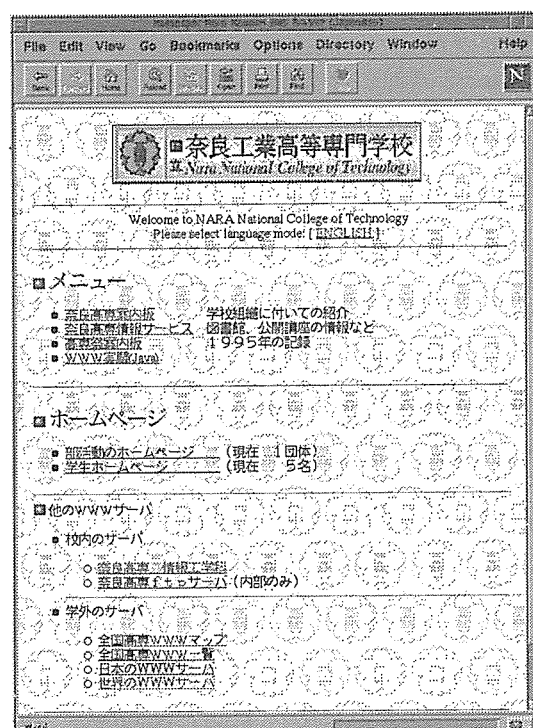 File Edit View Go Bookmarks Options Directory Window Help
Back Home Reload Open Print Find
N
国立 奈良工業高等専門学校
Nara National College of Technology
Welcome to NARA National College of Technology
Please select language mode: [ ENGLISH ]
メニュー
奈良高専案内板 学校組織に付いての紹介
奈良高専情報サービス 図書館、公開講座の情報など
高専祭案内板 1995年の記録
WWW実験(Java)
ホームページ
部活動のホームページ (現在 1団体)
学生ホームページ (現在 5名)
他のWWWサーバ
校内のサーバ
奈良高専 情報工学科
奈良高専ftpサーバ (内部のみ)
学外のサーバ
全国高専WWWマップ
全国高専WWW一覧
日本のWWWサーバ
世界のWWWサーバ